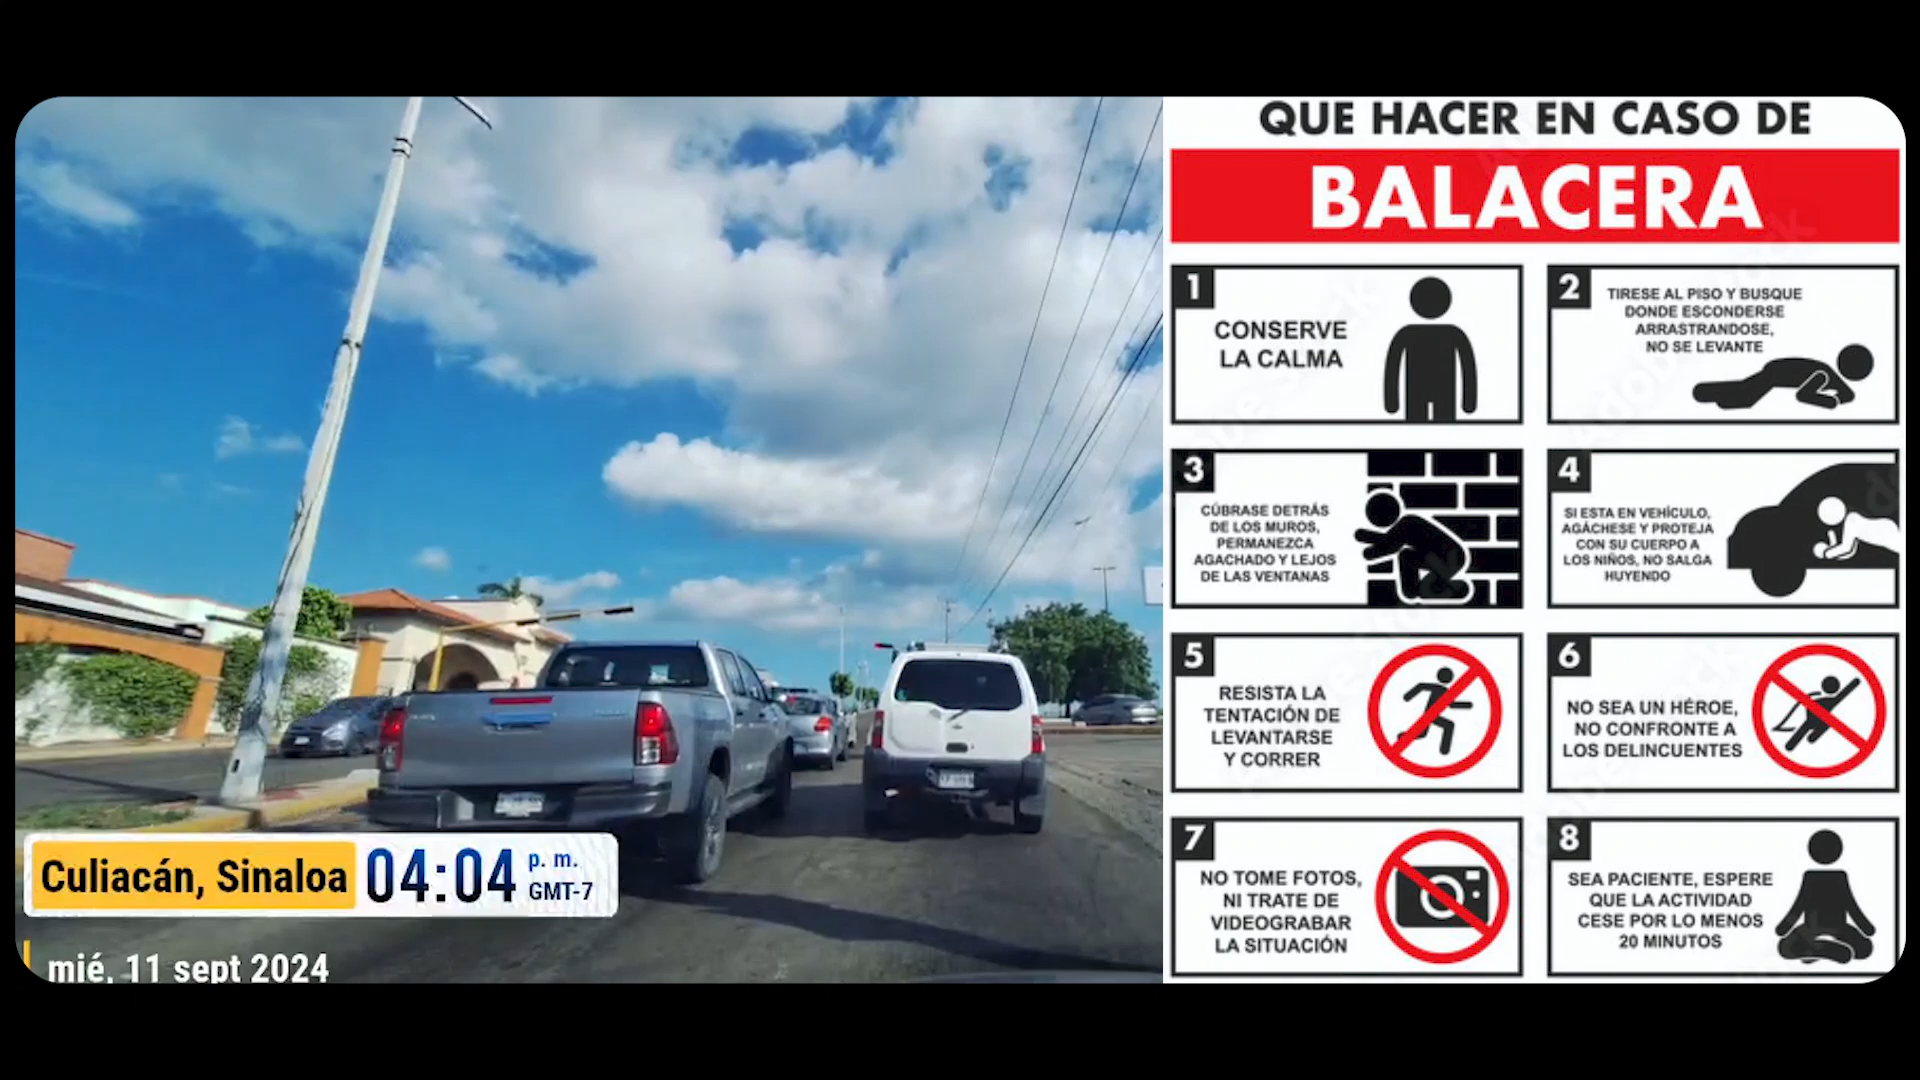 Culiacán, Sinaloa
04:04
p. m.
GMT-7
mié, 11 sept 2024
QUE HACER EN CASO DE
BALACERA
1
CONSERVE
LA CALMA
2
TIRESE AL PISO Y BUSQUE
DONDE ESCONDERSE
ARRASTRANDOSE,
NO SE LEVANTE
3
CÚBRASE DETRÁS
DE LOS MUROS,
PERMANEZCA
AGACHADO Y LEJOS
DE LAS VENTANAS
4
SI ESTA EN VEHÍCULO,
AGÁCHESE Y PROTEJA
CON SU CUERPO A
LOS NIÑOS, NO SALGA
HUYENDO
5
RESISTA LA
TENTACIÓN DE
LEVANTARSE
Y CORRER
6
NO SEA UN HÉROE,
NO CONFRONTE A
LOS DELINCUENTES
7
NO TOME FOTOS,
NI TRATE DE
VIDEOGRABAR
LA SITUACIÓN
8
SEA PACIENTE, ESPERE
QUE LA ACTIVIDAD
CESE POR LO MENOS
20 MINUTOS